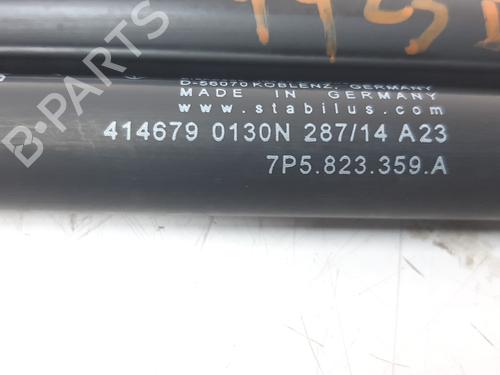 D-56070 KOBLENZ, GERMANY
MADE IN GERMANY
www.stabilus.com
414679 0130N 287/14 A23
7P5.823.359.A
B-PARTS